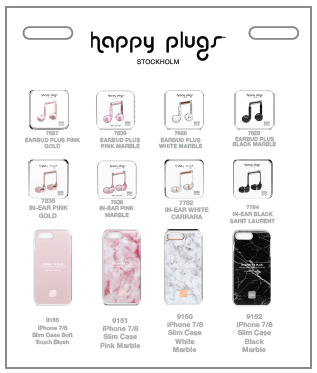 happy plugs
STOCKHOLM
7827 7826 7828 7829
EARBUD PLUS PINK GOLD EARBUD PLUS PINK MARBLE EARBUD PLUS WHITE MARBLE EARBUD PLUS BLACK MARBLE
7836
IN-EAR PINK
GOLD
IN-EAR PINK
MARBLE
7782
IN-EAR WHITE
CARRARA
7784
IN-EAR BLACK
SAINT LAURENT
9155
iPhone 7/8
Slim Case Soft
Touch Blush
9151
iPhone 7/8
Slim Case
Pink Marble
9150
iPhone 7/8
Slim Case
White
Marble
9152
iPhone 7/8
Slim Case
Black
Marble